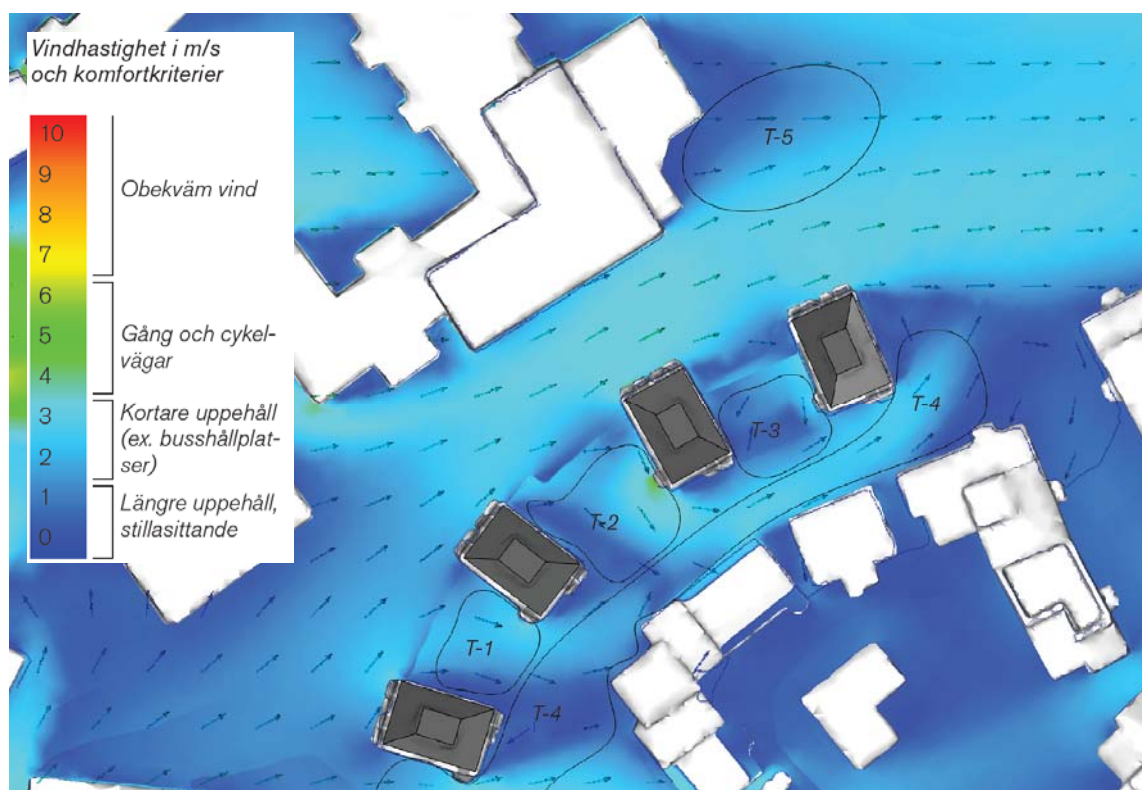 Vindhastighet i m/s
och komfortkriterier
10
9
8
7
6
5
4
3
2
1
0
Obekväm vind
Gång och cykel-
vägar
Kortare uppehåll
(ex. busshållplat-
ser)
Längre uppehåll,
stillasittande
T-5
T-4
T-3
T-2
T-1
T-4